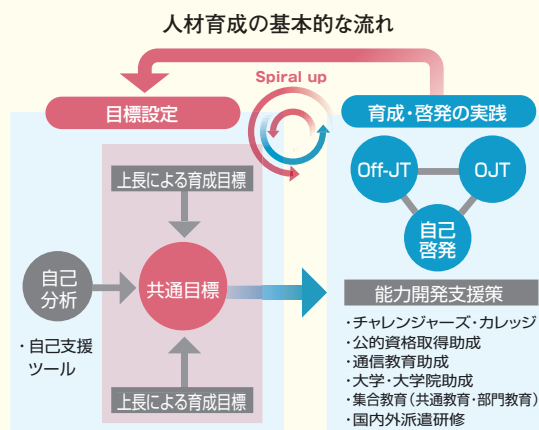 人材育成の基本的な流れ
Spiral up
目標設定
上長による育成目標
自己
分析
共通目標
・自己支援
ツール
上長による育成目標
育成・啓発の実践
Off-JT
OJT
自己
啓発
能力開発支援策
・チャレンジャーズ・カレッジ
・公的資格取得助成
・通信教育助成
・大学・大学院助成
・集合教育（共通教育・部門教育）
・国内外派遣研修